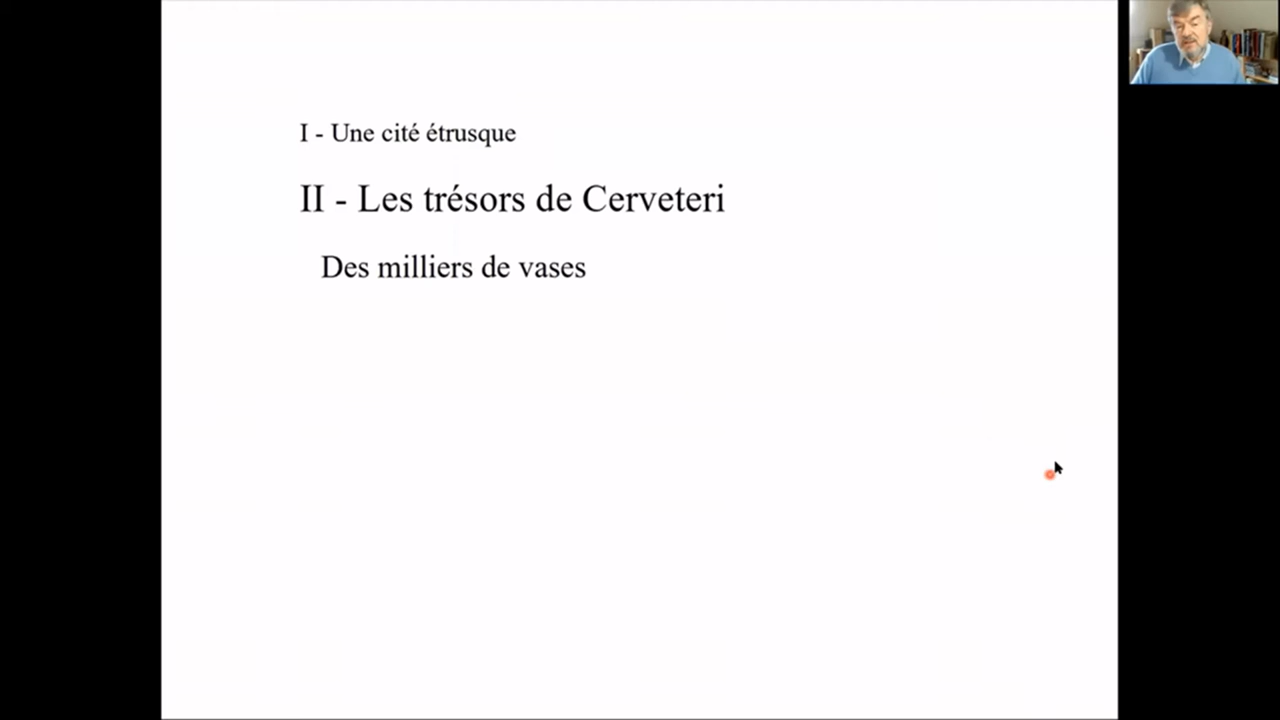 I - Une cité étrusque
II - Les trésors de Cerveteri
Des milliers de vases